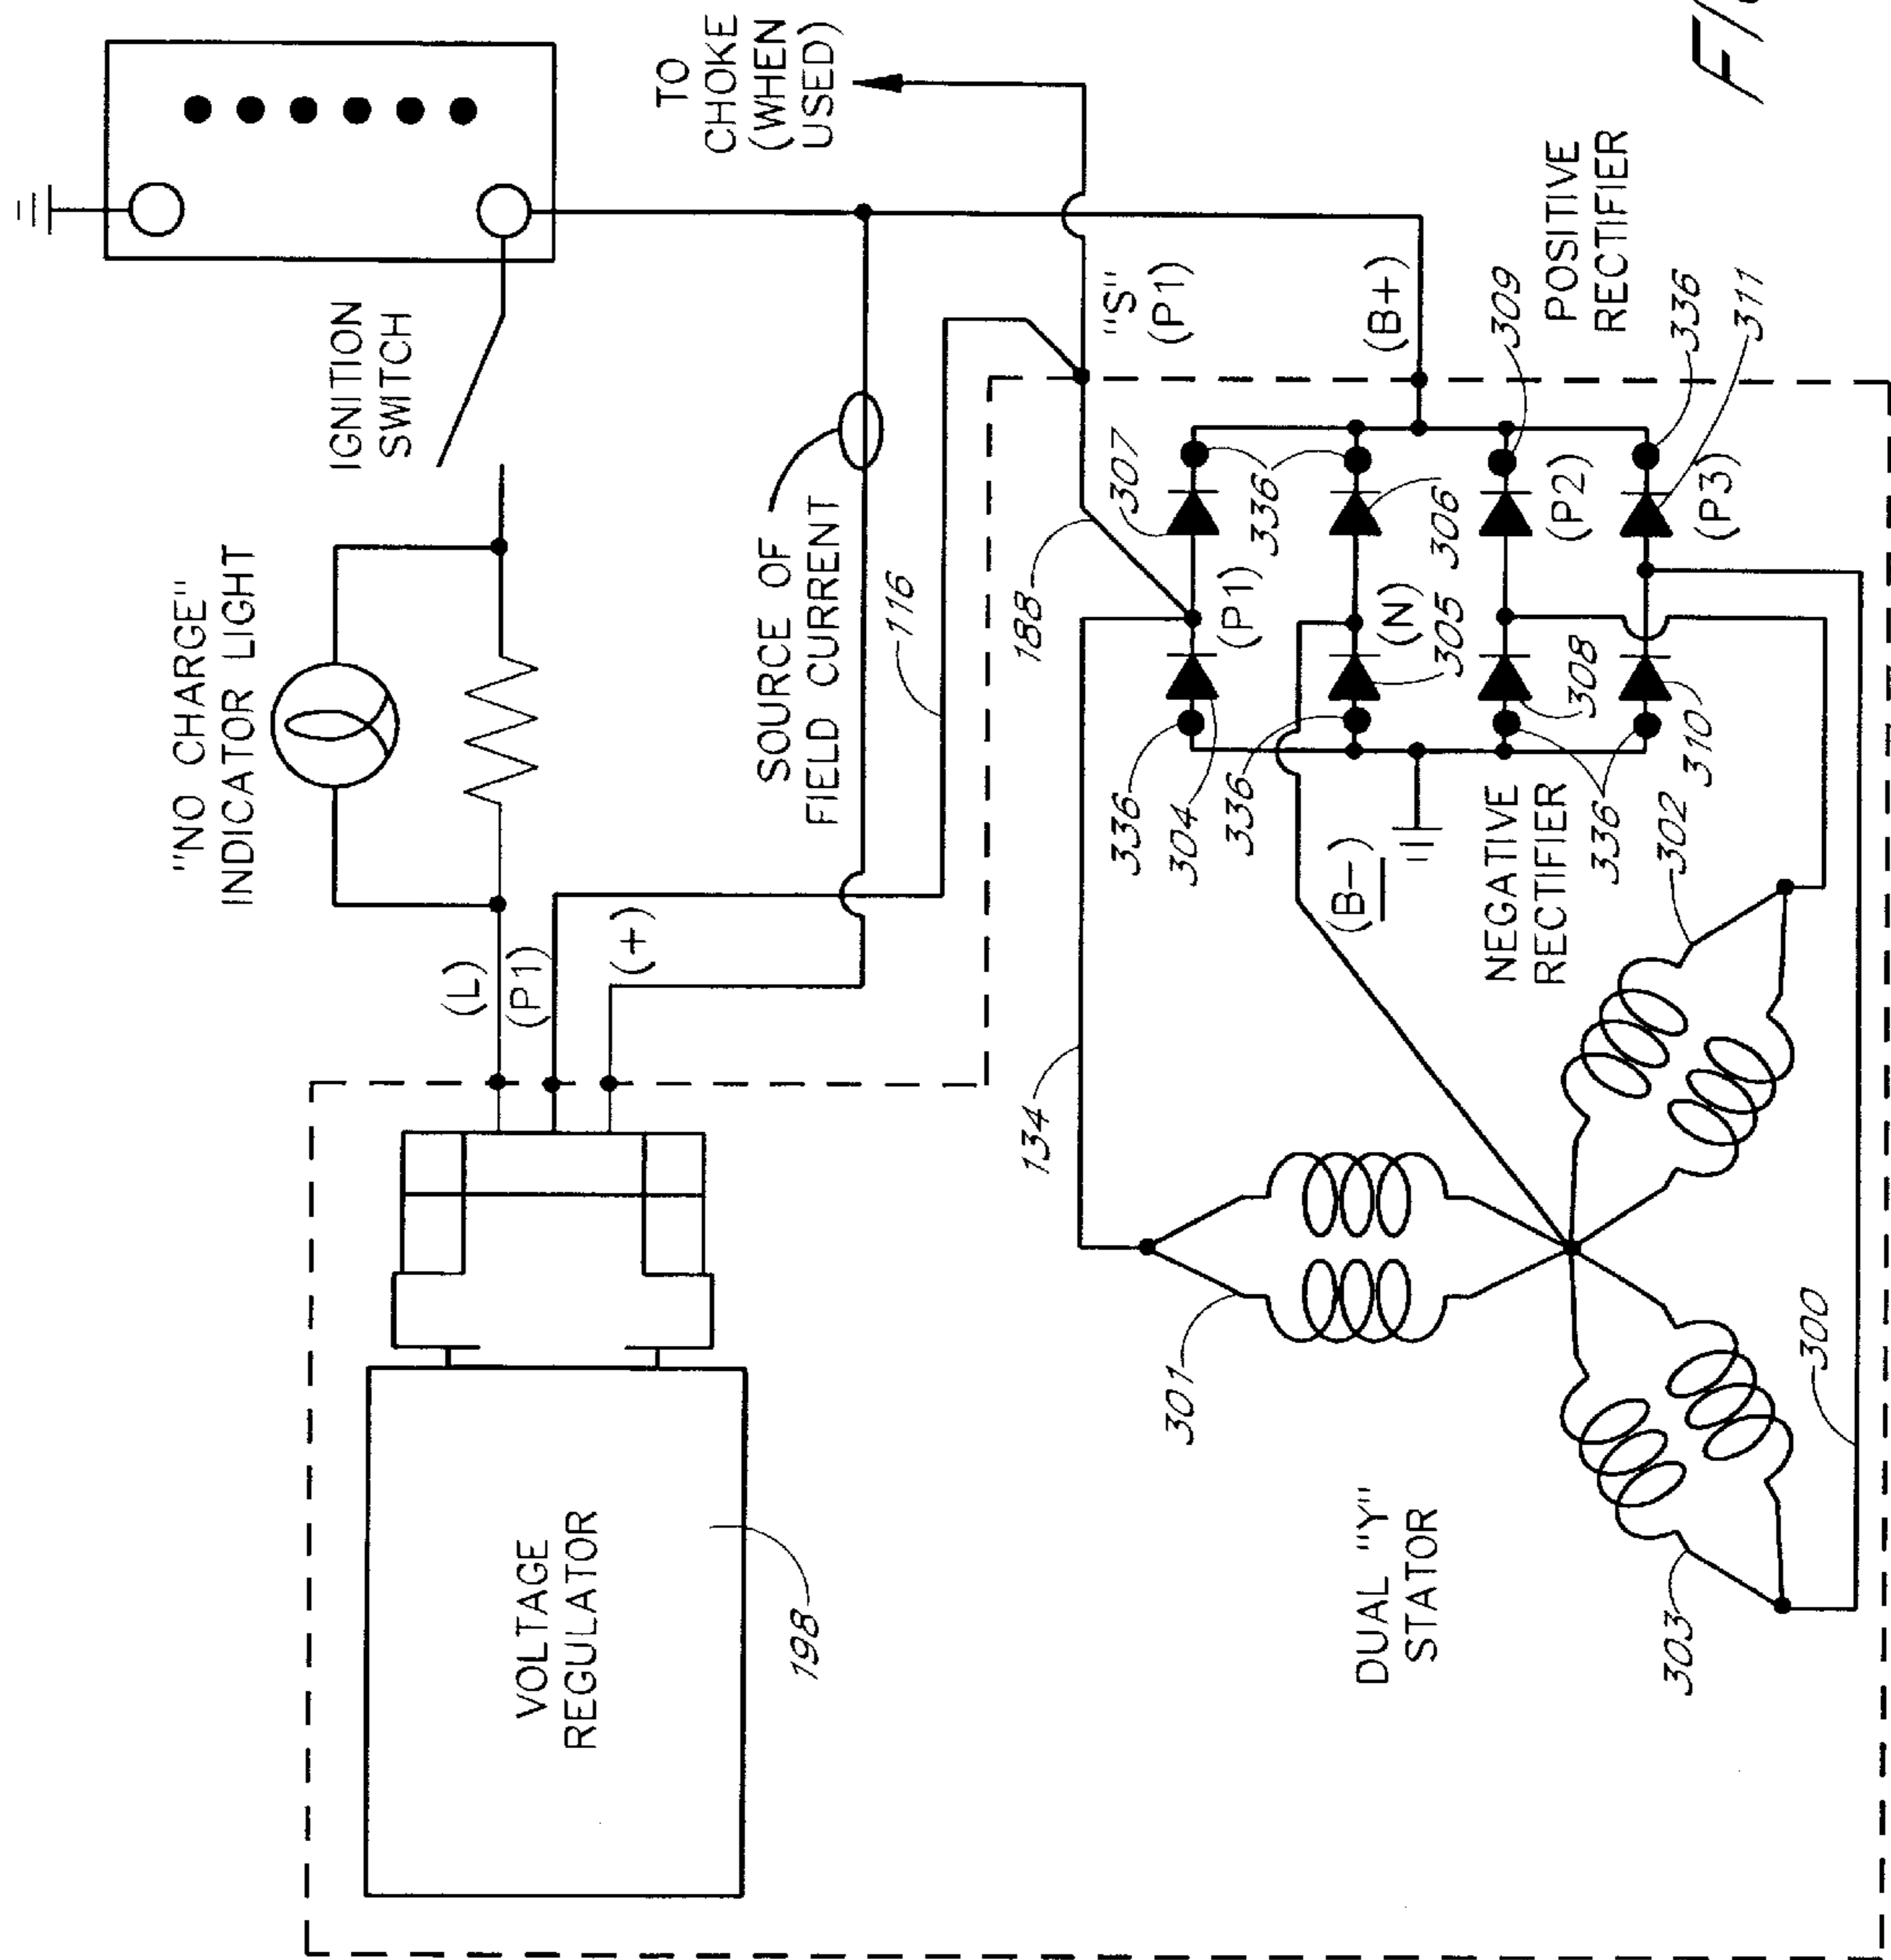 "NO CHARGE"
INDICATOR LIGHT
IGNITION
SWITCH
TO
CHOKE
(WHEN
USED)
VOLTAGE
REGULATOR
198
(L)
(P1)
(+)
SOURCE OF
FIELD CURRENT
116
188
134
"S"
(P1)
(B+)
336
304
336
(P1)
307
336
301
(B-)
(N)
305
306
DUAL "Y"
STATOR
NEGATIVE
RECTIFIER
336
308
(P2)
309
POSITIVE
RECTIFIER
303
300
302
310
(P3)
336
311